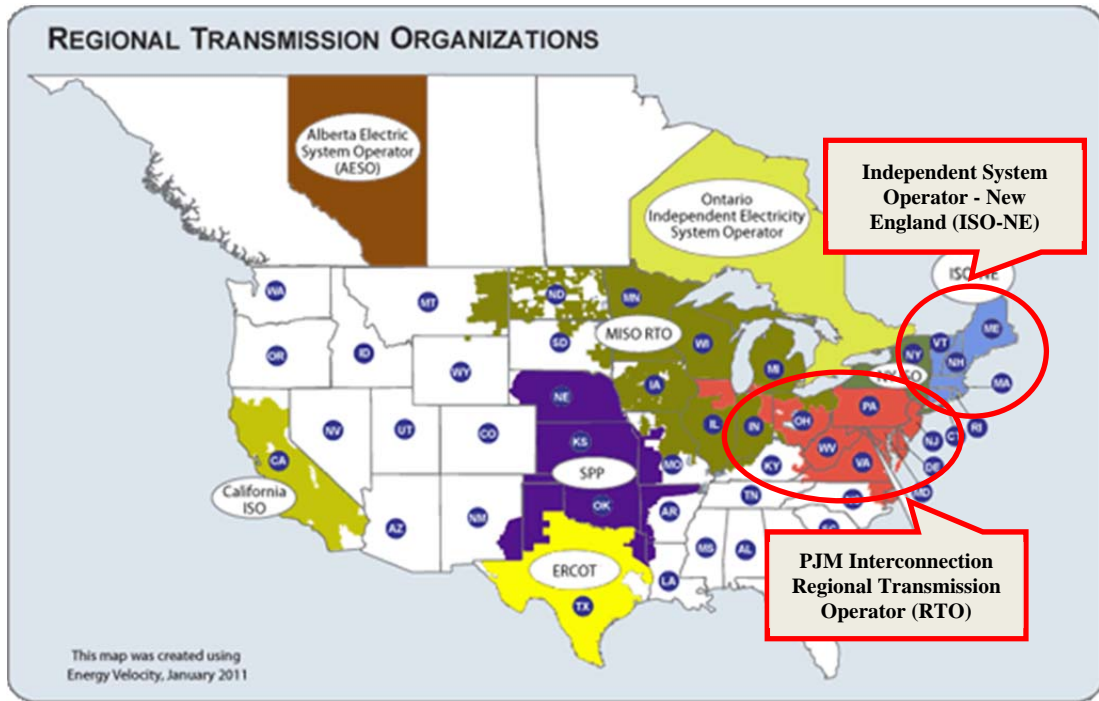 REGIONAL TRANSMISSION ORGANIZATIONS
Alberta Electric
System Operator
(AESO)
Ontario
Independent Electricity
System Operator
Independent System
Operator - New
England (ISO-NE)
ISO-NE
WA
MT
ND
MN
VT
ME
OR
ID
SD
MISO RTO
WI
NY
NH
WY
MI
MA
IA
NE
PA
NV
UT
CO
IL
IN
OH
RI
CT
NJ
CA
KS
MO
KY
WV
VA
DE
MD
SPP
California
ISO
AZ
NM
OK
AR
TN
MS
AL
LA
ERCOT
TX
PJM Interconnection
Regional Transmission
Operator (RTO)
This map was created using
Energy Velocity, January 2011